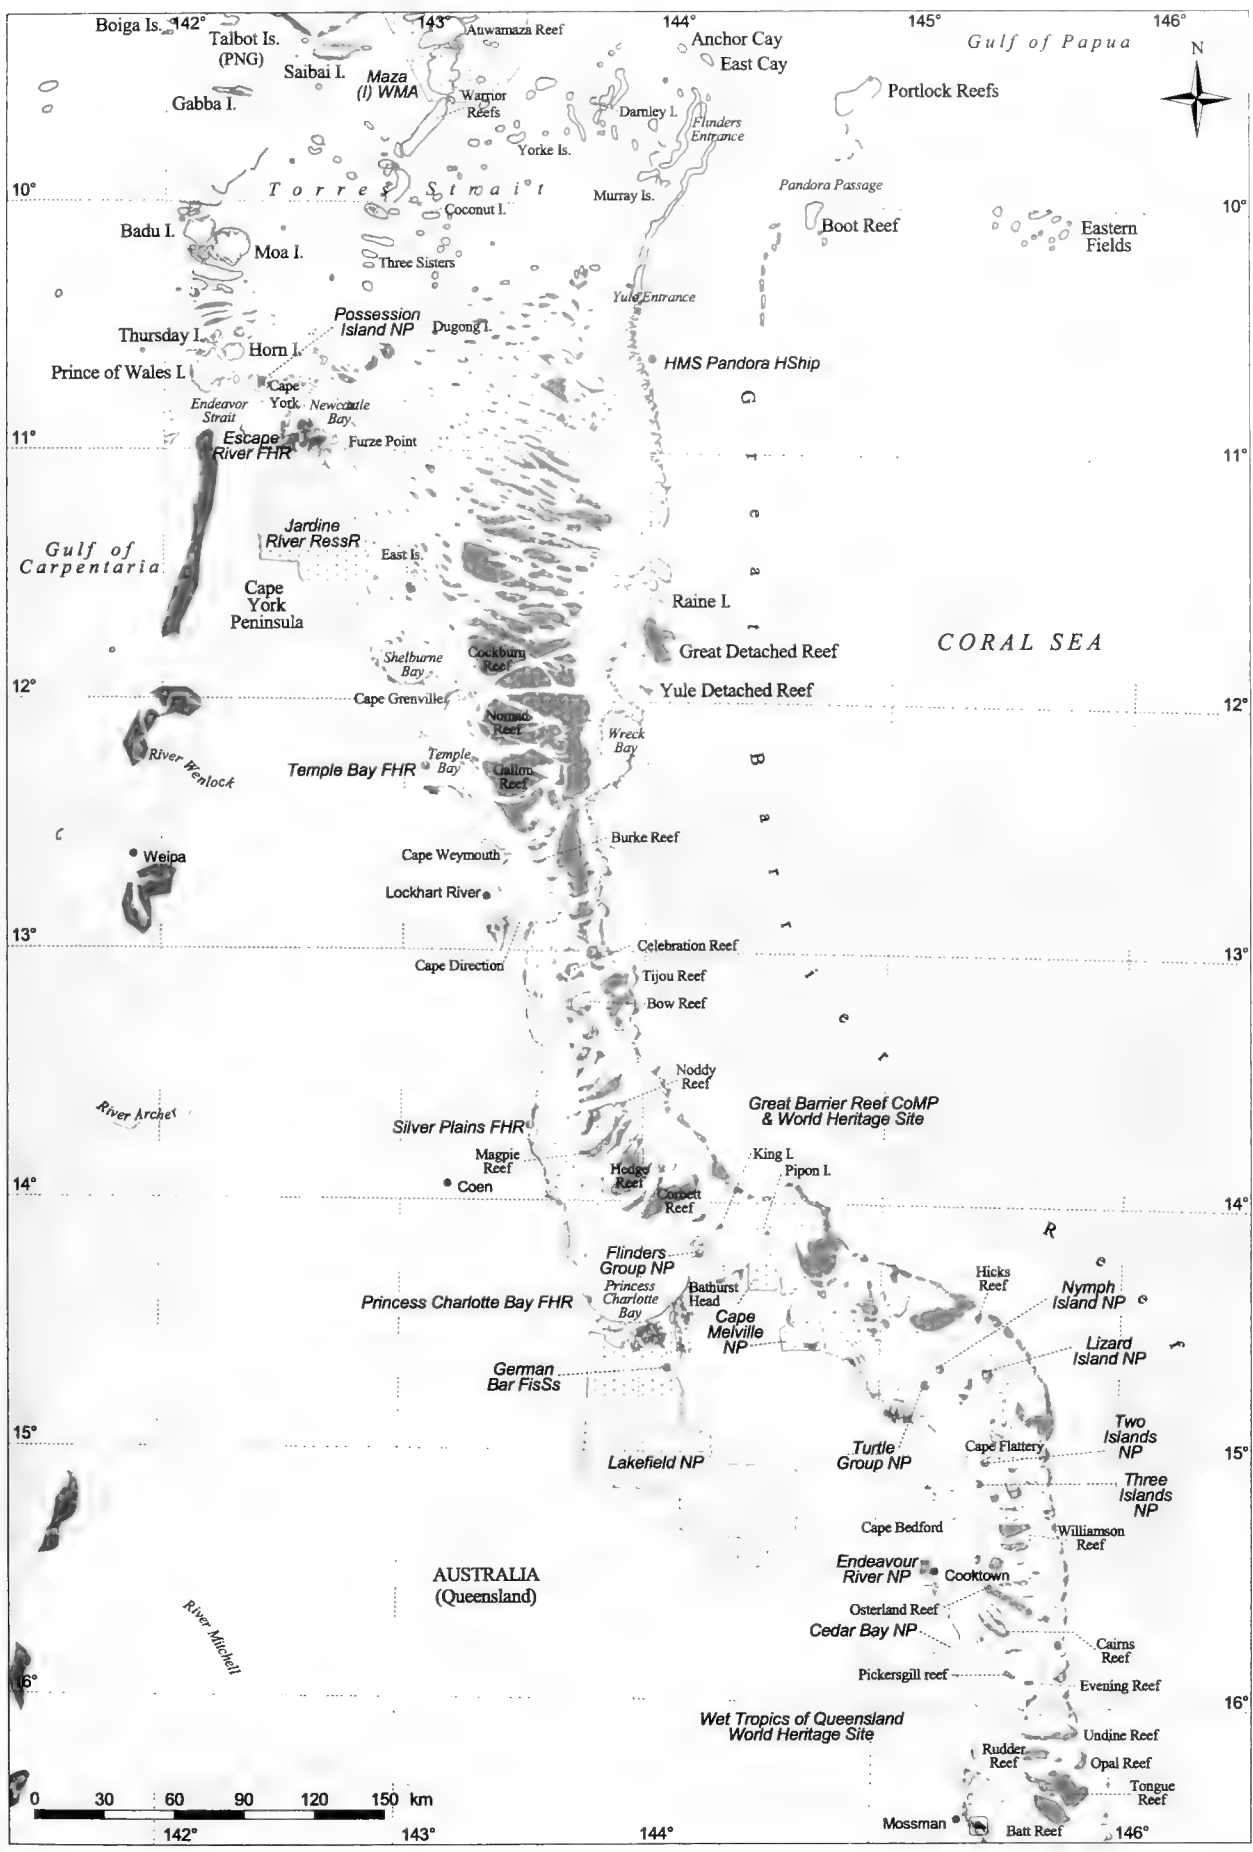 142°
143°
144°
145°
146°
Boiga Is.
Talbot Is.
(PNG)
Saibai I.
Gabba I.
Auwamaza Reef
Maza
(I) WMA
Warrior
Reefs
Anchor Cay
East Cay
Gulf of Papua
N
Portlock Reefs
Darnley I.
Flinders
Entrance
Yorke Is.
Torres Strait
Murray Is.
Pandora Passage
10°
10°
Coconut I.
Badu I.
Moa I.
Boot Reef
Eastern
Fields
Three Sisters
Yule Entrance
Possession
Island NP
Dugong I.
Thursday I.
Horn I.
Prince of Wales I.
HMS Pandora HShip
Cape
York
Endeavor
Strait
Newcastle
Bay
Great Barrier Reef
Escape
River FHR
Furze Point
11°
11°
Jardine
River RessR
East Is.
Gulf of
Carpentaria
Cape
York
Peninsula
Raine I.
CORAL SEA
Great Detached Reef
Shelburne
Bay
Cockburn
Reef
Yule Detached Reef
12°
12°
Cape Grenville
Nomad
Reef
Wreck
Bay
River Wenlock
Temple Bay FHR
Temple
Bay
Gallon
Reef
Burke Reef
Weipa
Cape Weymouth
Lockhart River
13°
13°
Celebration Reef
Cape Direction
Tijou Reef
Bow Reef
Noddy
Reef
River Archer
Great Barrier Reef CoMP
& World Heritage Site
Silver Plains FHR
Magpie
Reef
King I.
Pipon I.
Hedge
Reef
Coen
Corbett
Reef
14°
14°
Flinders
Group NP
Hicks
Reef
Princess
Charlotte
Bay
Bathurst
Head
Nymph
Island NP
Princess Charlotte Bay FHR
Cape
Melville
NP
Lizard
Island NP
German
Bar FisSs
Two
Islands
NP
15°
15°
Lakefield NP
Turtle
Group NP
Cape Flattery
Three
Islands
NP
Cape Bedford
Williamson
Reef
Endeavour
River NP
Cooktown
AUSTRALIA
(Queensland)
Osterland Reef
Cedar Bay NP
River Mitchell
Cairns
Reef
Pickersgill reef
Evening Reef
16°
16°
Wet Tropics of Queensland
World Heritage Site
Undine Reef
Rudder
Reef
Opal Reef
Tongue
Reef
0 30 60 90 120 150 km
Mossman
Batt Reef
142°
143°
144°
146°